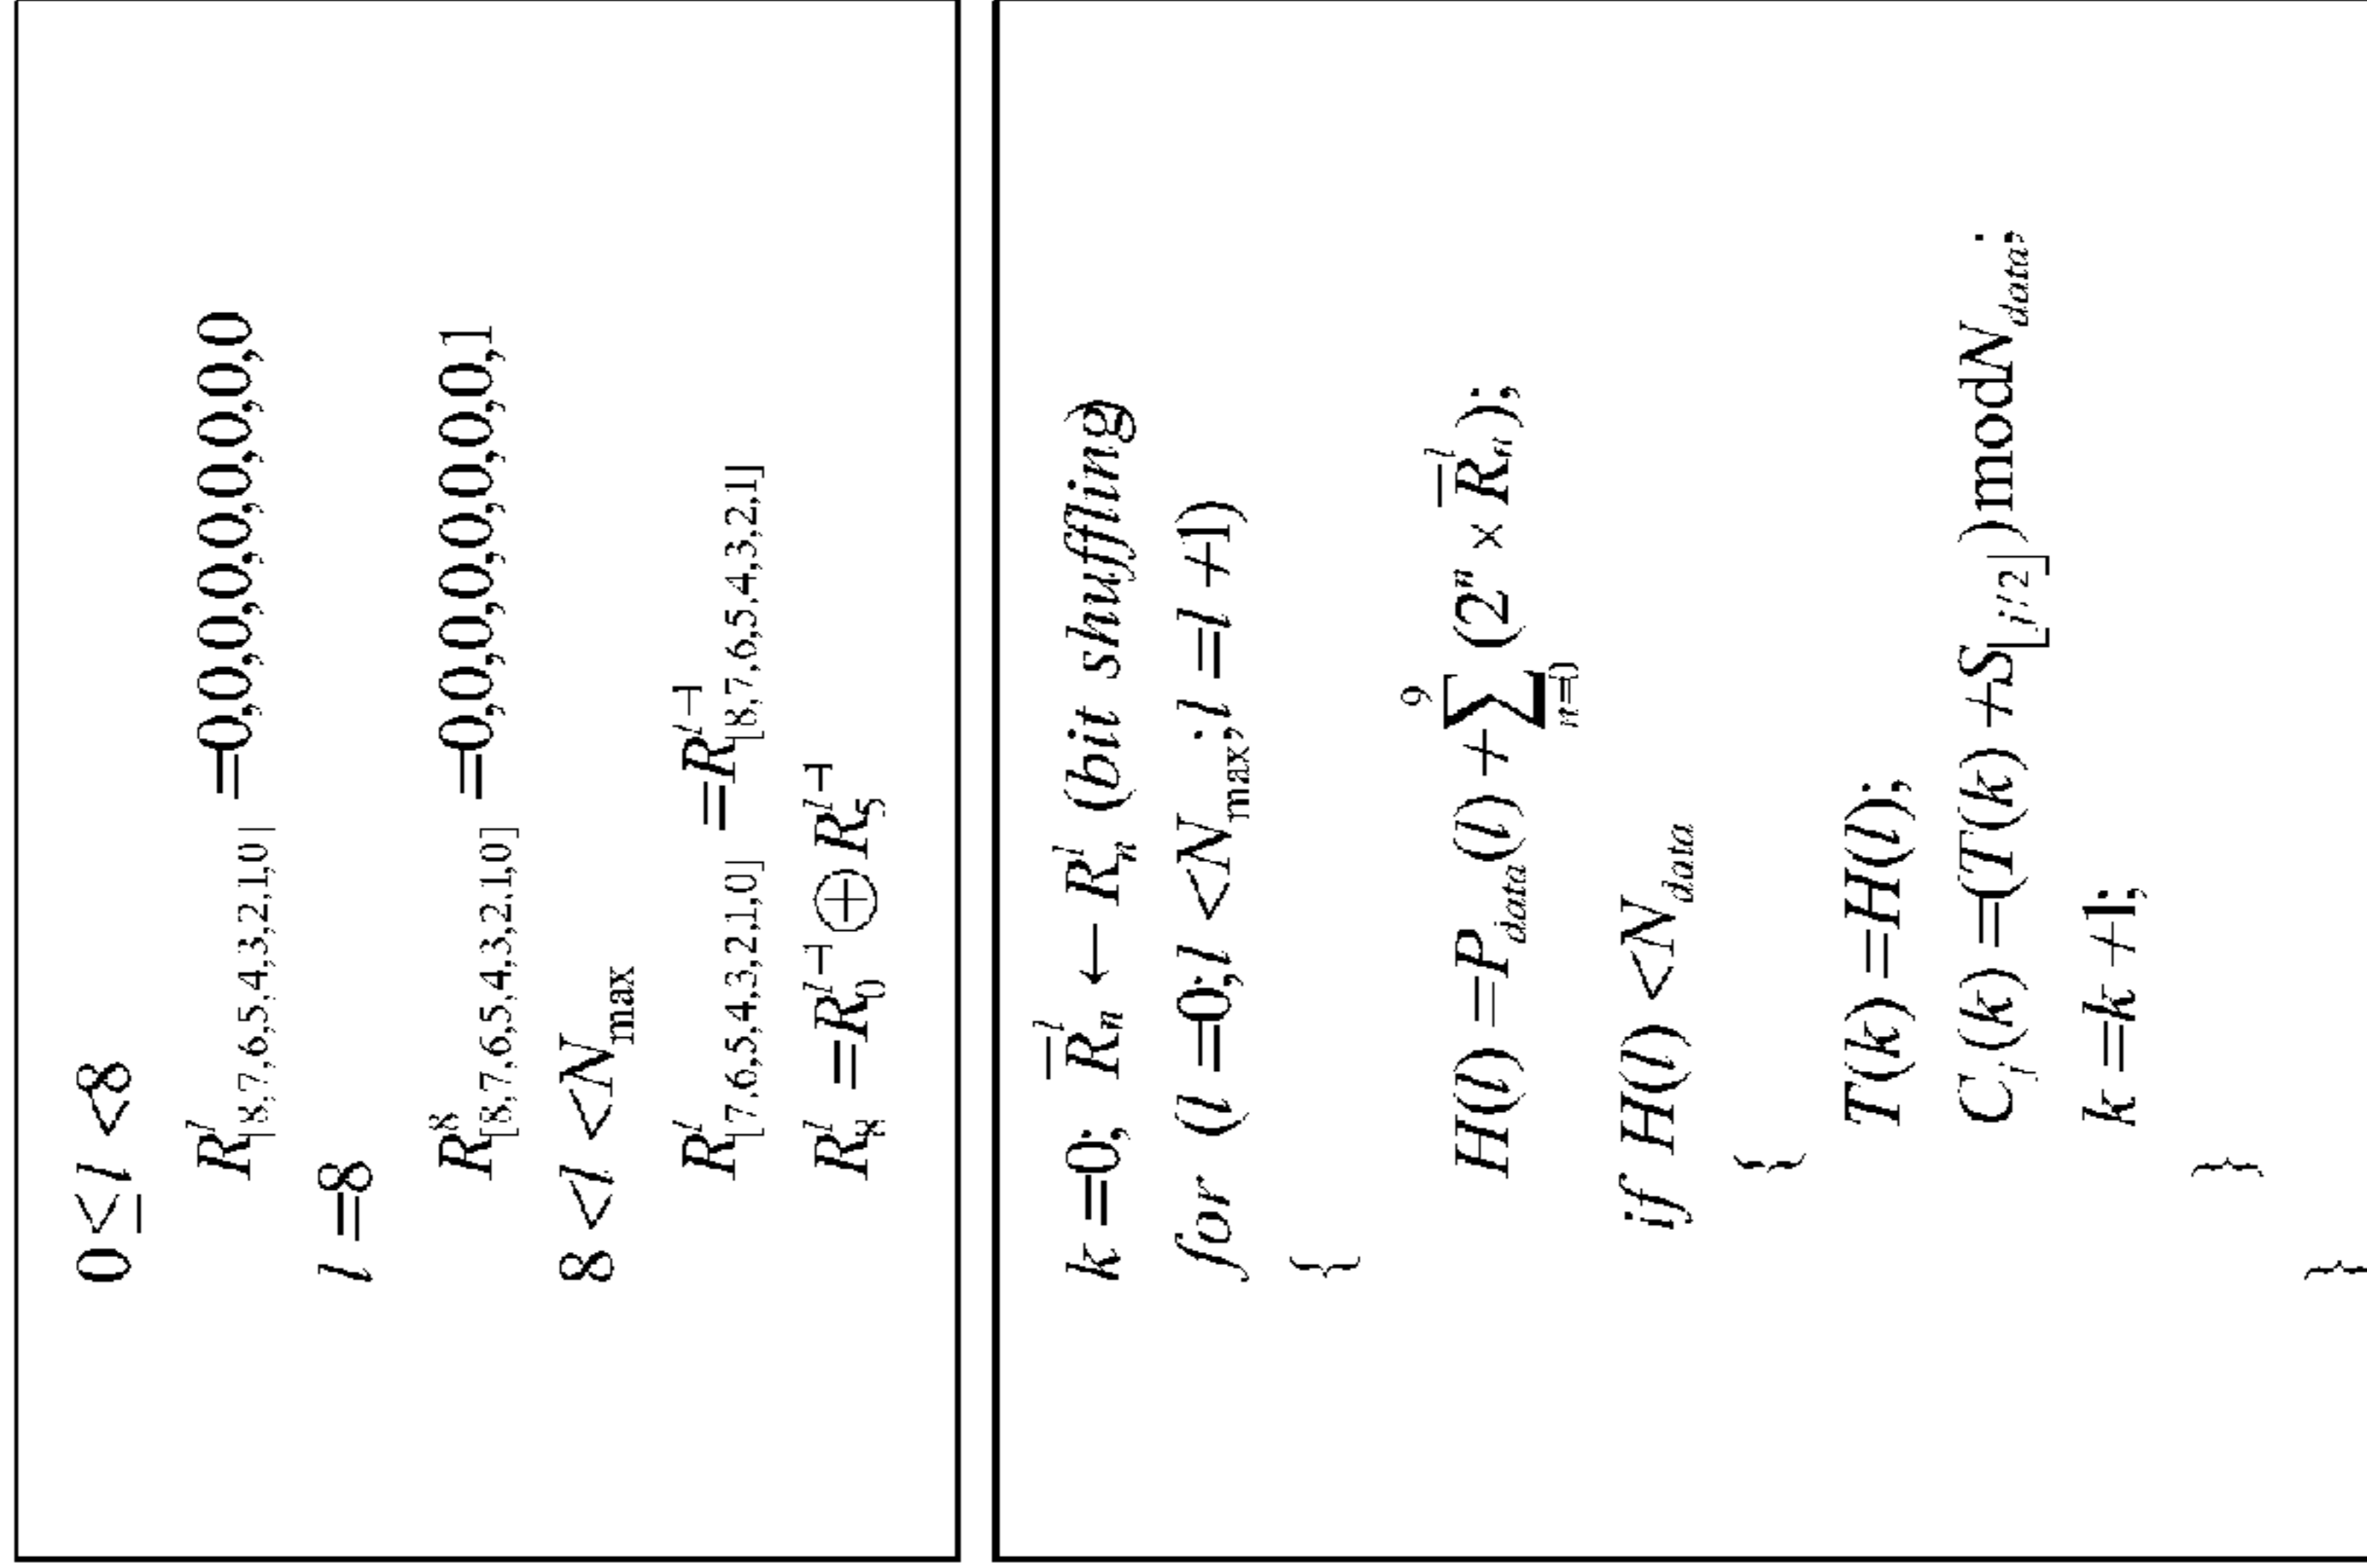 0 ≤ l < 8
R^l_[8,7,6,5,4,3,2,1,0] = 0,0,0,0,0,0,0,0,0
l = 8
R^8_[8,7,6,5,4,3,2,1,0] = 0,0,0,0,0,0,0,0,1
8 < l < N_max
R^l_[7,6,5,4,3,2,1,0] = R^{l-1}_[8,7,6,5,4,3,2,1]
R^l_8 = R^{l-1}_0 ⊕ R^{l-1}_5
k = 0; R̄^l_n ← R^l_n (bit shuffling)
for (l = 0; l < N_max; l = l + 1)
{
H(l) = P_data(l) + ∑_{n=0}^{9} (2^n × R̄^l_n);
if H(l) < N_data
{
T(k) = H(l);
C_j(k) = (T(k) + S_⌊j/2⌋) mod N_data;
k = k + 1;
}
}